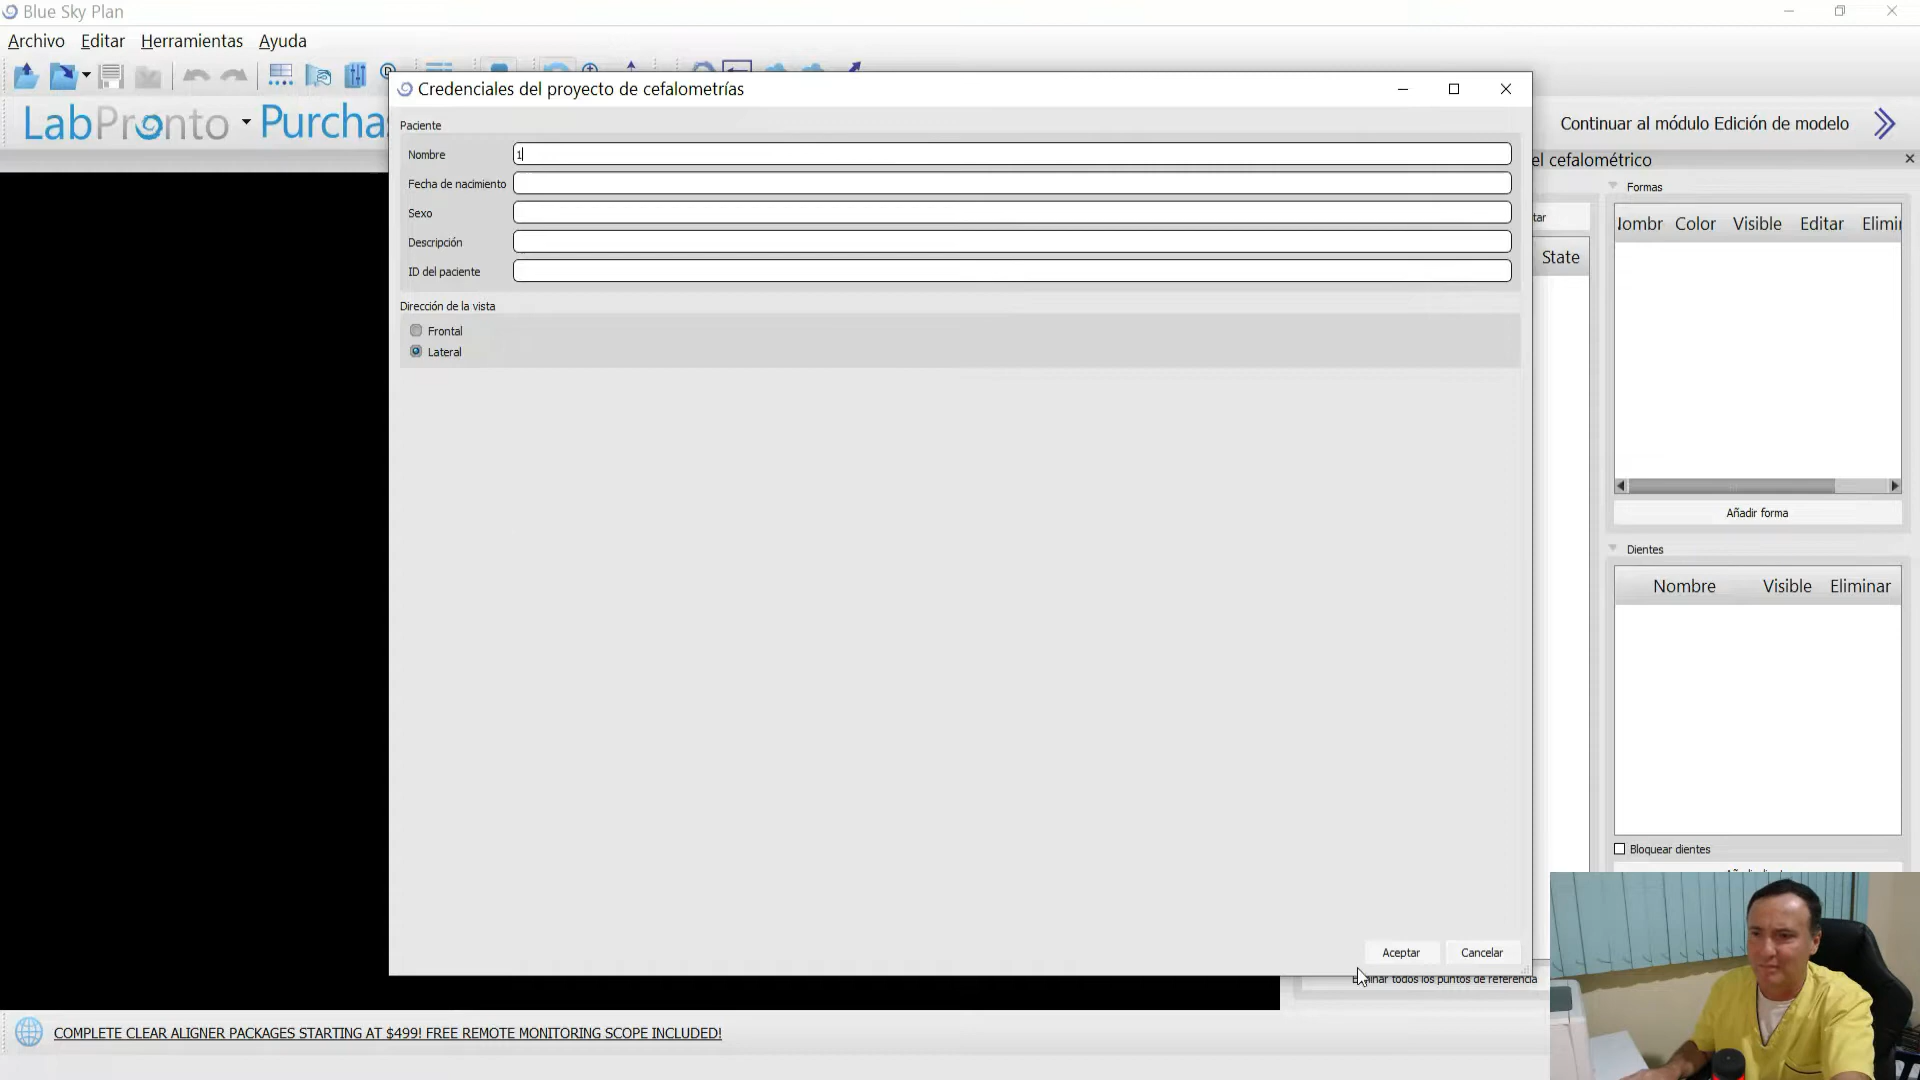 Blue Sky Plan
Archivo Editar Herramientas Ayuda
Credenciales del proyecto de cefalometrías
LabPronto Purcha
Continuar al módulo Edición de modelo
el cefalométrico
Paciente
Nombre 1
Fecha de nacimiento
Sexo
Descripción
ID del paciente
Dirección de la vista
Frontal
Lateral
Aceptar Cancelar
tar
State
Formas
Nombr Color Visible Editar Elimi
Añadir forma
Dientes
Nombre Visible Eliminar
Bloquear dientes
inar todos los puntos de referencia
COMPLETE CLEAR ALIGNER PACKAGES STARTING AT $499! FREE REMOTE MONITORING SCOPE INCLUDED!